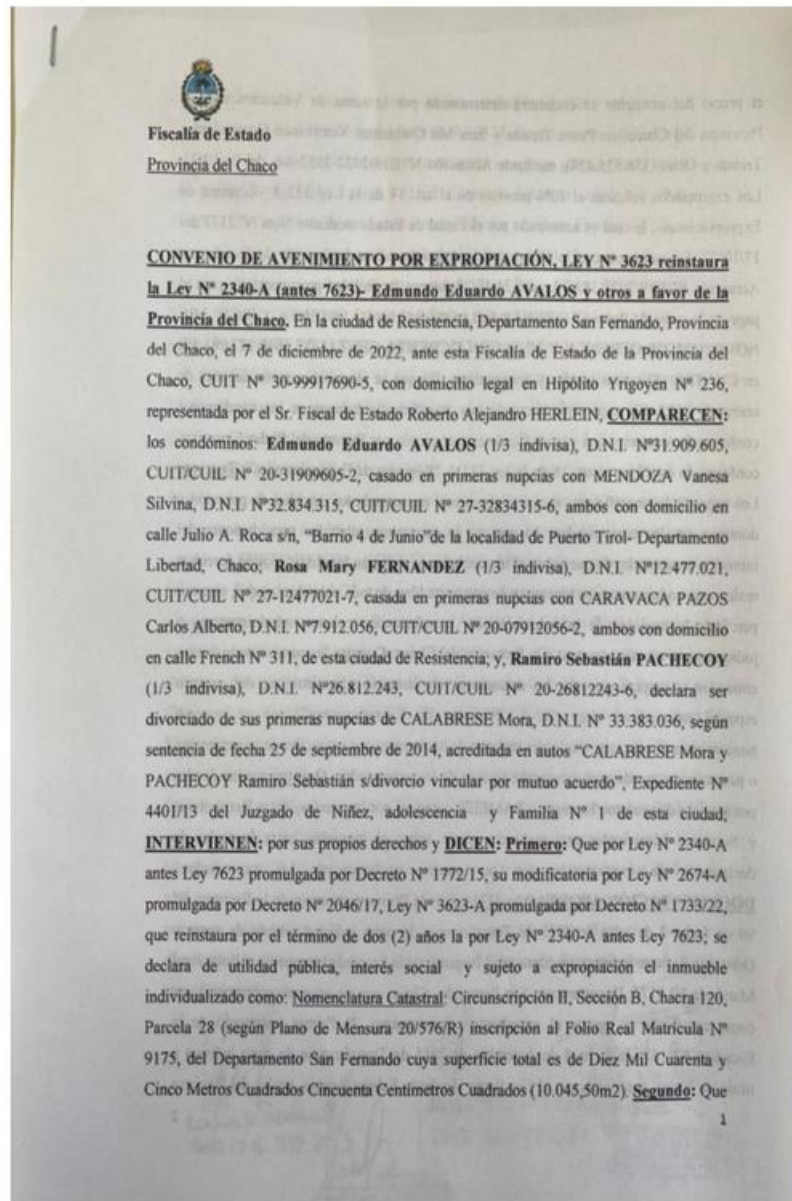 Fiscalía de Estado
Provincia del Chaco
CONVENIO DE AVENIMIENTO POR EXPROPIACIÓN, LEY Nº 3623 reinstaura
la Ley Nº 2340-A (antes 7623)- Edmundo Eduardo AVALOS y otros a favor de la
Provincia del Chaco. En la ciudad de Resistencia, Departamento San Fernando, Provincia
del Chaco, el 7 de diciembre de 2022, ante esta Fiscalía de Estado de la Provincia del
Chaco, CUIT Nº 30-99917690-5, con domicilio legal en Hipólito Yrigoyen Nº 236,
representada por el Sr. Fiscal de Estado Roberto Alejandro HERLEIN, COMPARECEN:
los condóminos: Edmundo Eduardo AVALOS (1/3 indivisa), D.N.I. Nº31.909.605,
CUIT/CUIL Nº 20-31909605-2, casado en primeras nupcias con MENDOZA Vanesa
Silvina, D.N.I. Nº32.834.315, CUIT/CUIL Nº 27-32834315-6, ambos con domicilio en
calle Julio A. Roca s/n, “Barrio 4 de Junio”de la localidad de Puerto Tirol- Departamento
Libertad, Chaco; Rosa Mary FERNANDEZ (1/3 indivisa), D.N.I. Nº12.477.021,
CUIT/CUIL Nº 27-12477021-7, casada en primeras nupcias con CARAVACA PAZOS
Carlos Alberto, D.N.I. Nº7.912.056, CUIT/CUIL Nº 20-07912056-2, ambos con domicilio
en calle French Nº 311, de esta ciudad de Resistencia; y, Ramiro Sebastián PACHECOY
(1/3 indivisa), D.N.I. Nº26.812.243, CUIT/CUIL Nº 20-26812243-6, declara ser
divorciado de sus primeras nupcias de CALABRESE Mora, D.N.I. Nº 33.383.036, según
sentencia de fecha 25 de septiembre de 2014, acreditada en autos “CALABRESE Mora y
PACHECOY Ramiro Sebastián s/divorcio vincular por mutuo acuerdo”, Expediente Nº
4401/13 del Juzgado de Niñez, adolescencia y Familia Nº 1 de esta ciudad;
INTERVIENEN: por sus propios derechos y DICEN: Primero: Que por Ley Nº 2340-A
antes Ley 7623 promulgada por Decreto Nº 1772/15, su modificatoria por Ley Nº 2674-A
promulgada por Decreto Nº 2046/17, Ley Nº 3623-A promulgada por Decreto Nº 1733/22,
que reinstaura por el término de dos (2) años la por Ley Nº 2340-A antes Ley 7623; se
declara de utilidad pública, interés social y sujeto a expropiación el inmueble
individualizado como: Nomenclatura Catastral: Circunscripción II, Sección B, Chacra 120,
Parcela 28 (según Plano de Mensura 20/576/R) inscripción al Folio Real Matrícula Nº
9175, del Departamento San Fernando cuya superficie total es de Diez Mil Cuarenta y
Cinco Metros Cuadrados Cincuenta Centímetros Cuadrados (10.045,50m2). Segundo: Que
1